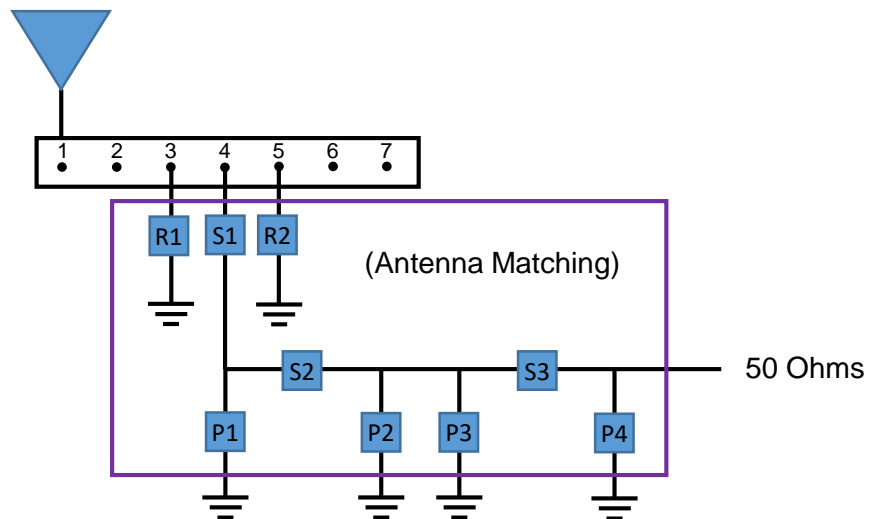 1 2 3 4 5 6 7
R1 S1 R2
(Antenna Matching)
S2 S3 50 Ohms
P1 P2 P3 P4